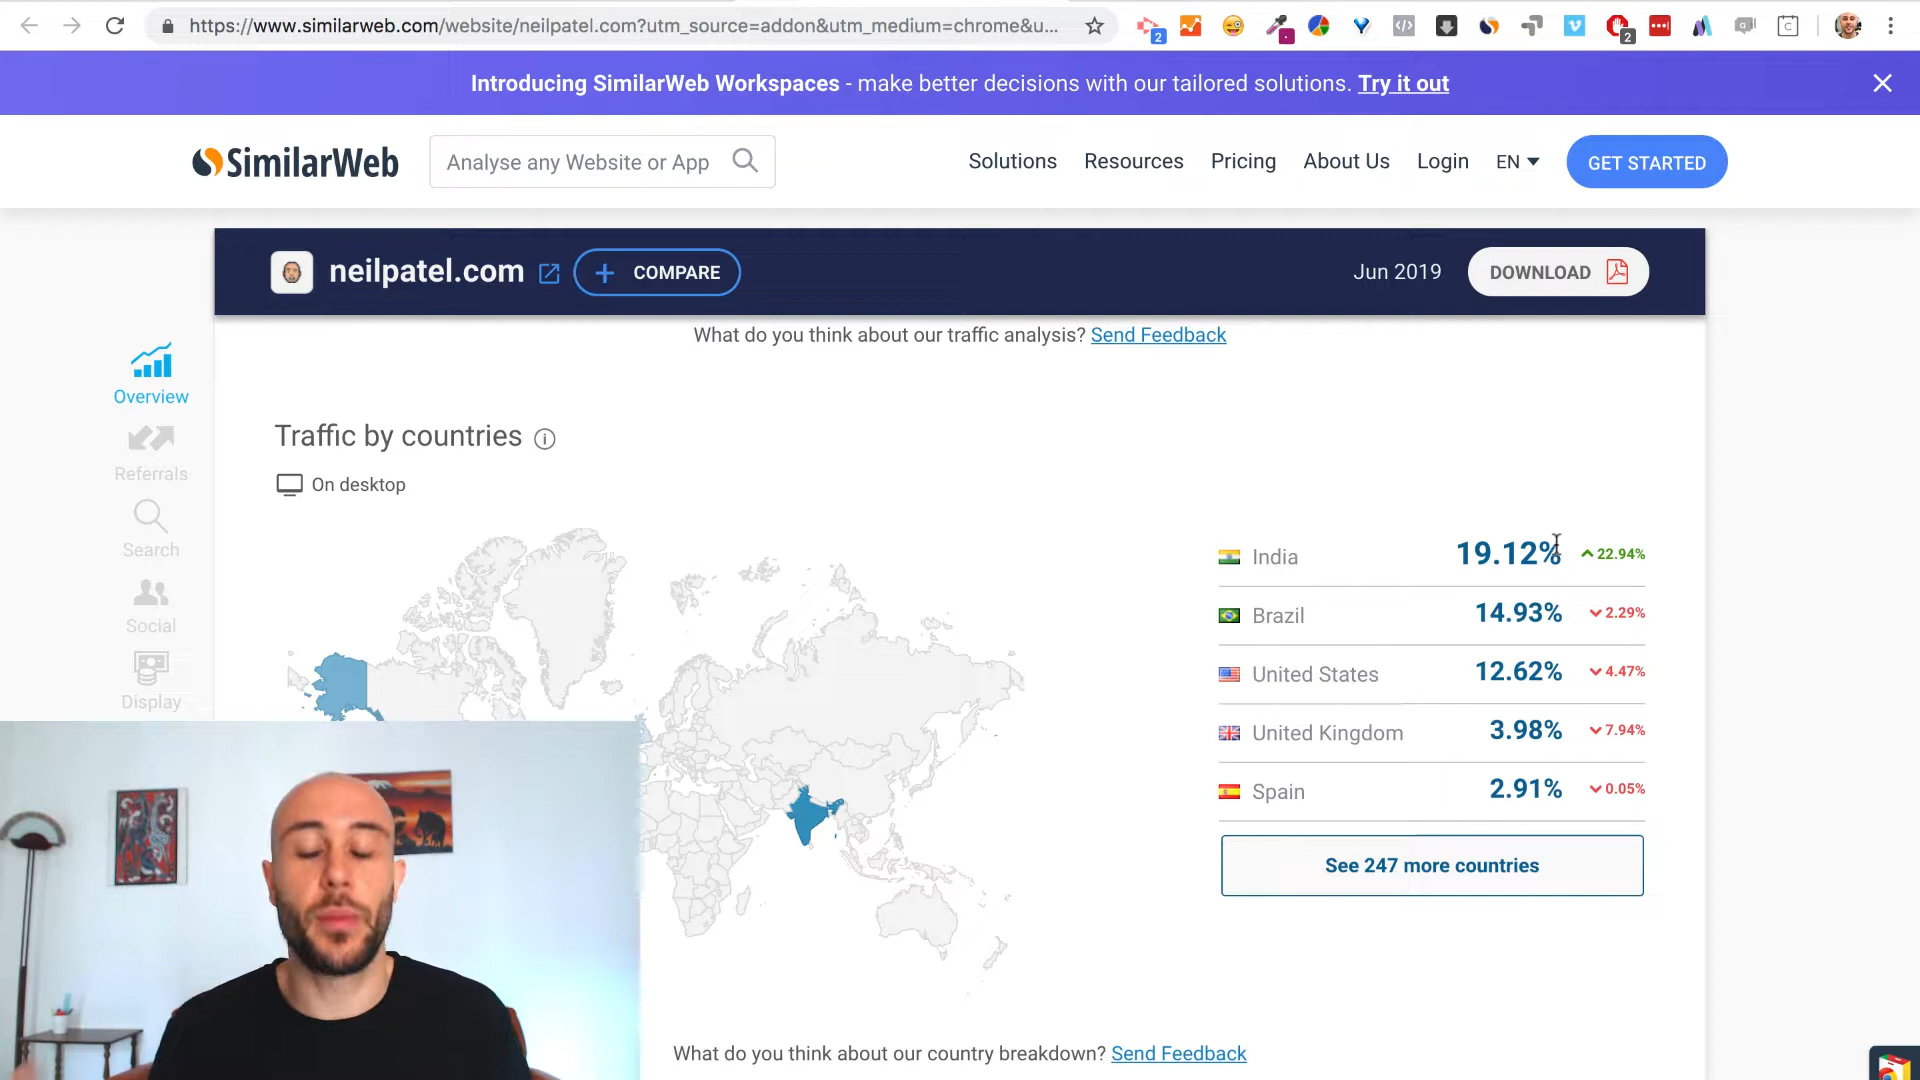 https://www.similarweb.com/website/neilpatel.com?utm_source=addon&utm_medium=chrome&u...
2
2
Introducing SimilarWeb Workspaces - make better decisions with our tailored solutions. Try it out
SimilarWeb
Analyse any Website or App
Solutions
Resources
Pricing
About Us
Login
EN
GET STARTED
neilpatel.com
COMPARE
Jun 2019
DOWNLOAD
What do you think about our traffic analysis? Send Feedback
Overview
Referrals
Search
Social
Display
Traffic by countries
On desktop
India 19.12% 22.94%
Brazil 14.93% 2.29%
United States 12.62% 4.47%
United Kingdom 3.98% 7.94%
Spain 2.91% 0.05%
See 247 more countries
What do you think about our country breakdown? Send Feedback